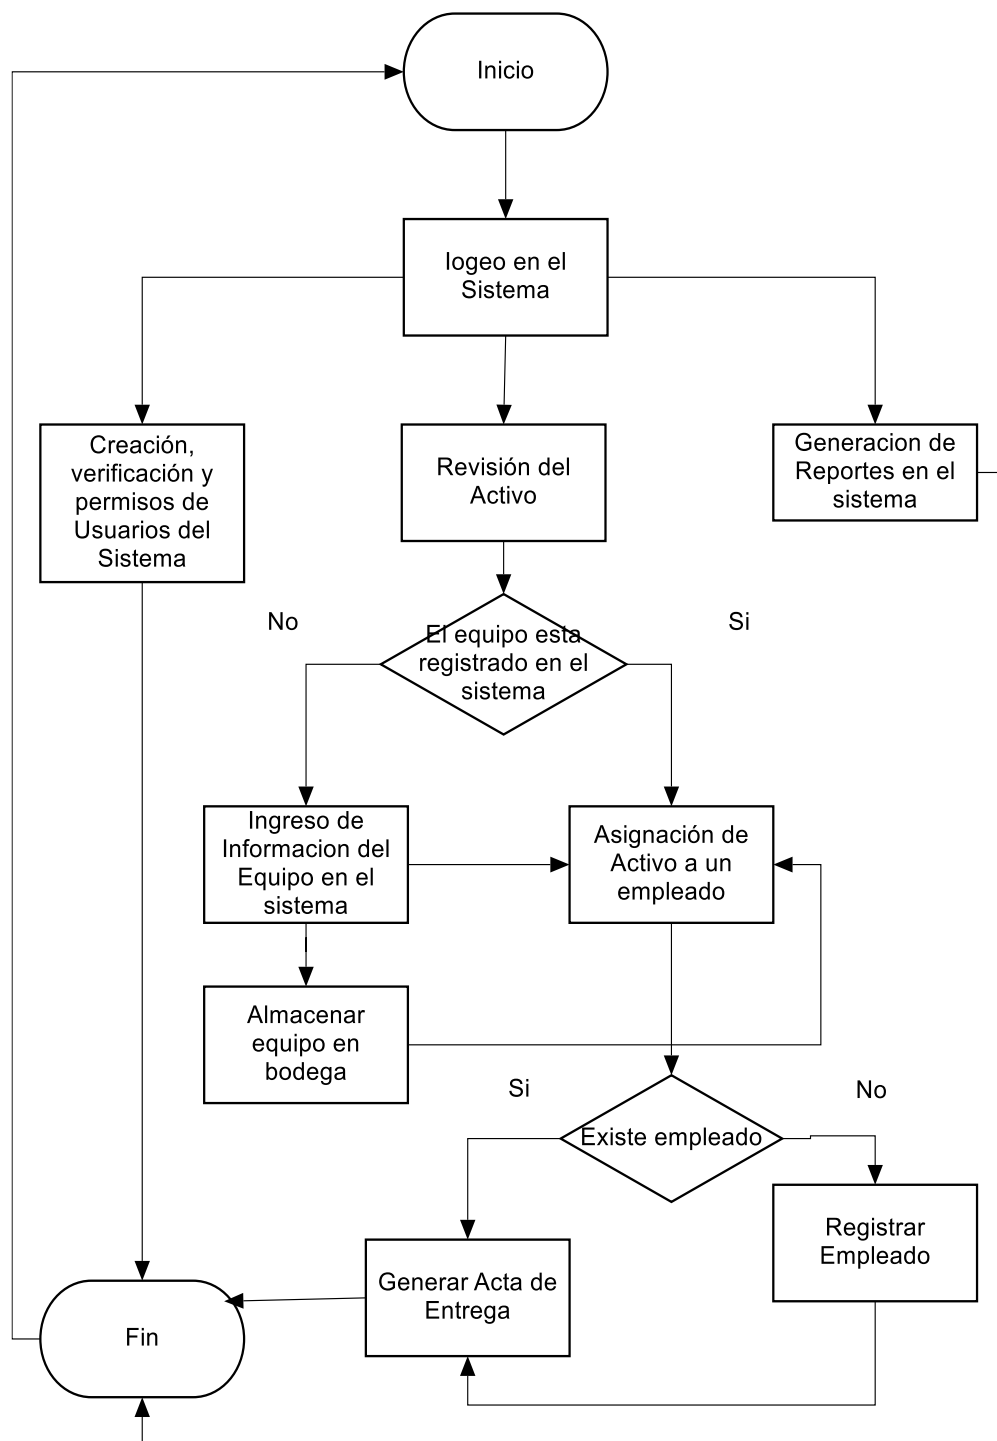 Inicio
logeo en el
Sistema
Creación,
verificación y
permisos de
Usuarios del
Sistema
Revisión del
Activo
Generacion de
Reportes en el
sistema
No
Si
El equipo esta
registrado en el
sistema
Ingreso de
Informacion del
Equipo en el
sistema
Asignación de
Activo a un
empleado
Almacenar
equipo en
bodega
Si
No
Existe empleado
Registrar
Empleado
Generar Acta de
Entrega
Fin